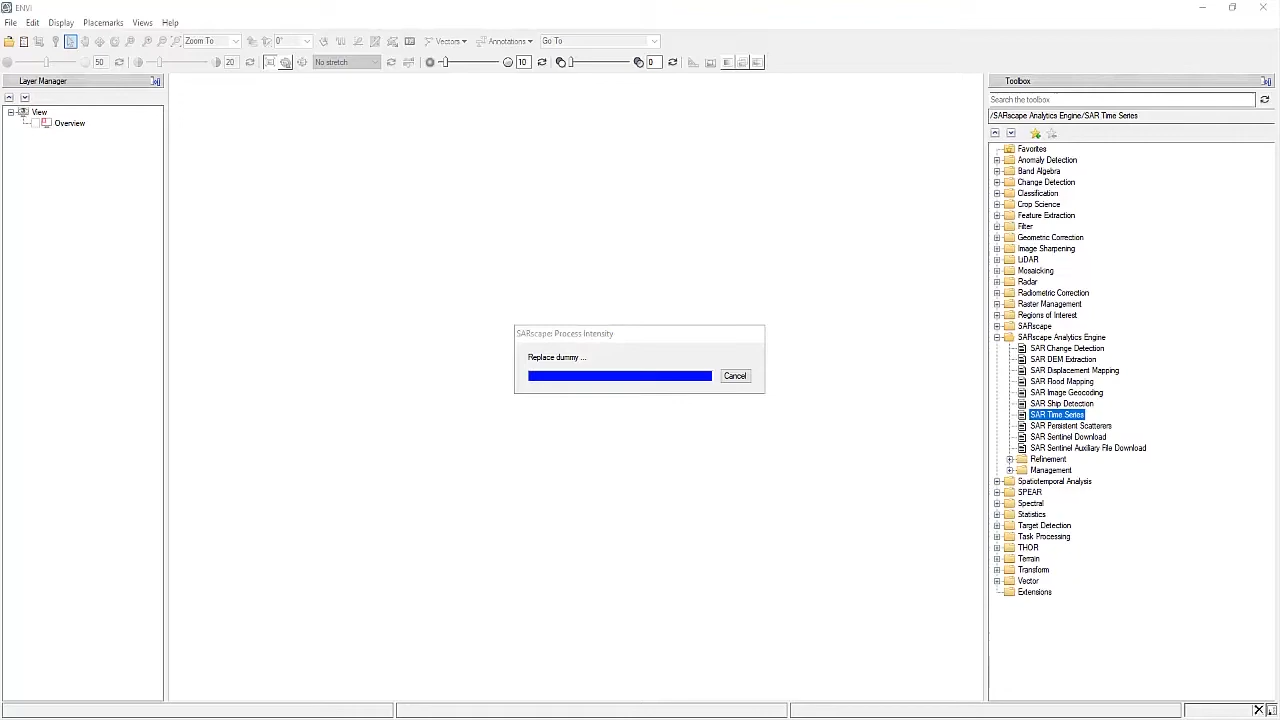 ENVI
File Edit Display Placemarks Views Help
Zoom To 0° Vectors Annotations Go To
50 20 No stretch 10 0
Layer Manager
View
Overview
SARscape: Process Intensity
Replace dummy ...
Cancel
Toolbox
Search the toolbox
/SARscape Analytics Engine/SAR Time Series
Favorites
Anomaly Detection
Band Algebra
Change Detection
Classification
Crop Science
Feature Extraction
Filter
Geometric Correction
Image Sharpening
LiDAR
Mosaicking
Radar
Radiometric Correction
Raster Management
Regions of Interest
SARscape
SARscape Analytics Engine
SAR Change Detection
SAR DEM Extraction
SAR Displacement Mapping
SAR Flood Mapping
SAR Image Geocoding
SAR Ship Detection
SAR Time Series
SAR Persistent Scatterers
SAR Sentinel Download
SAR Sentinel Auxiliary File Download
Refinement
Management
Spatiotemporal Analysis
SPEAR
Spectral
Statistics
Target Detection
Task Processing
THOR
Terrain
Transform
Vector
Extensions